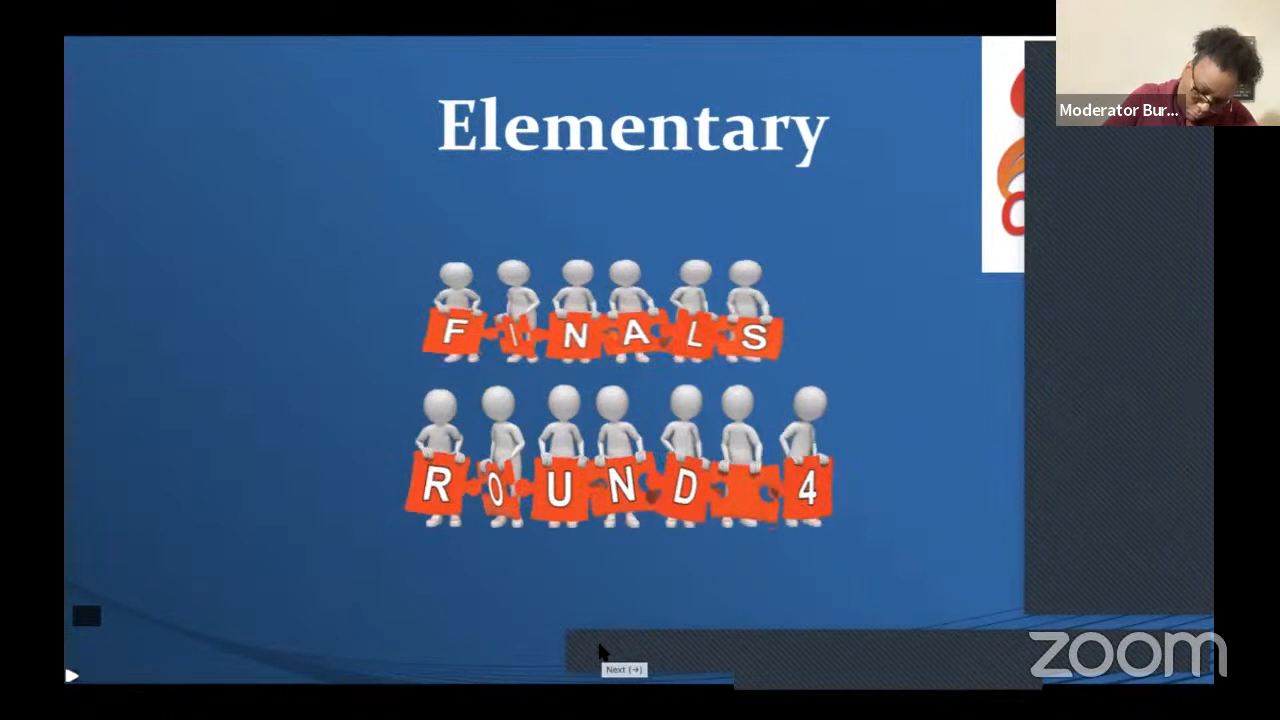 Elementary
Moderator Bur...
FINALS
ROUND 4
Next (→)
zoom